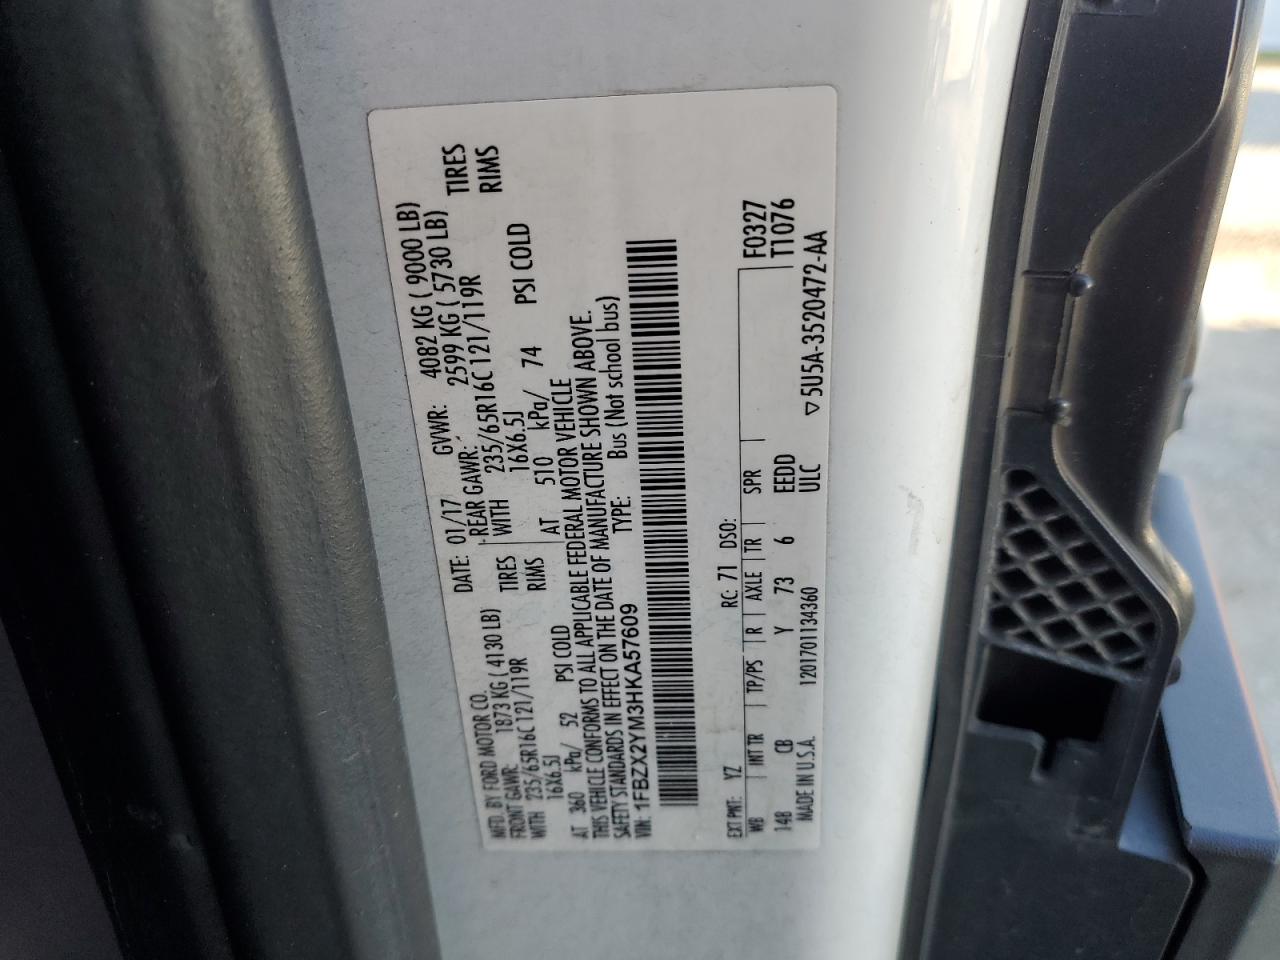 MFD. BY FORD MOTOR CO. DATE: 01/17 GVWR: 4082 KG ( 9000 LB)
FRONT GAWR: 1873 KG ( 4130 LB) REAR GAWR: 2599 KG ( 5730 LB)
WITH 235/65R16C 121/119R TIRES WITH 235/65R16C 121/119R TIRES
16X6.5J RIMS 16X6.5J RIMS
AT 360 kPa/ 52 PSI COLD AT 510 kPa/ 74 PSI COLD
THIS VEHICLE CONFORMS TO ALL APPLICABLE FEDERAL MOTOR VEHICLE
SAFETY STANDARDS IN EFFECT ON THE DATE OF MANUFACTURE SHOWN ABOVE.
VIN: 1FBZX2YM3HKA57609 TYPE: Bus (Not school bus)
EXT PNT: YZ RC: 71 DSO: F0327
WB INT TR TP/PS R AXLE TR SPR T1076
148 CB Y 73 6 EEDD
MADE IN U.S.A. 1201701134360 ULC ▽5U5A-3520472-AA